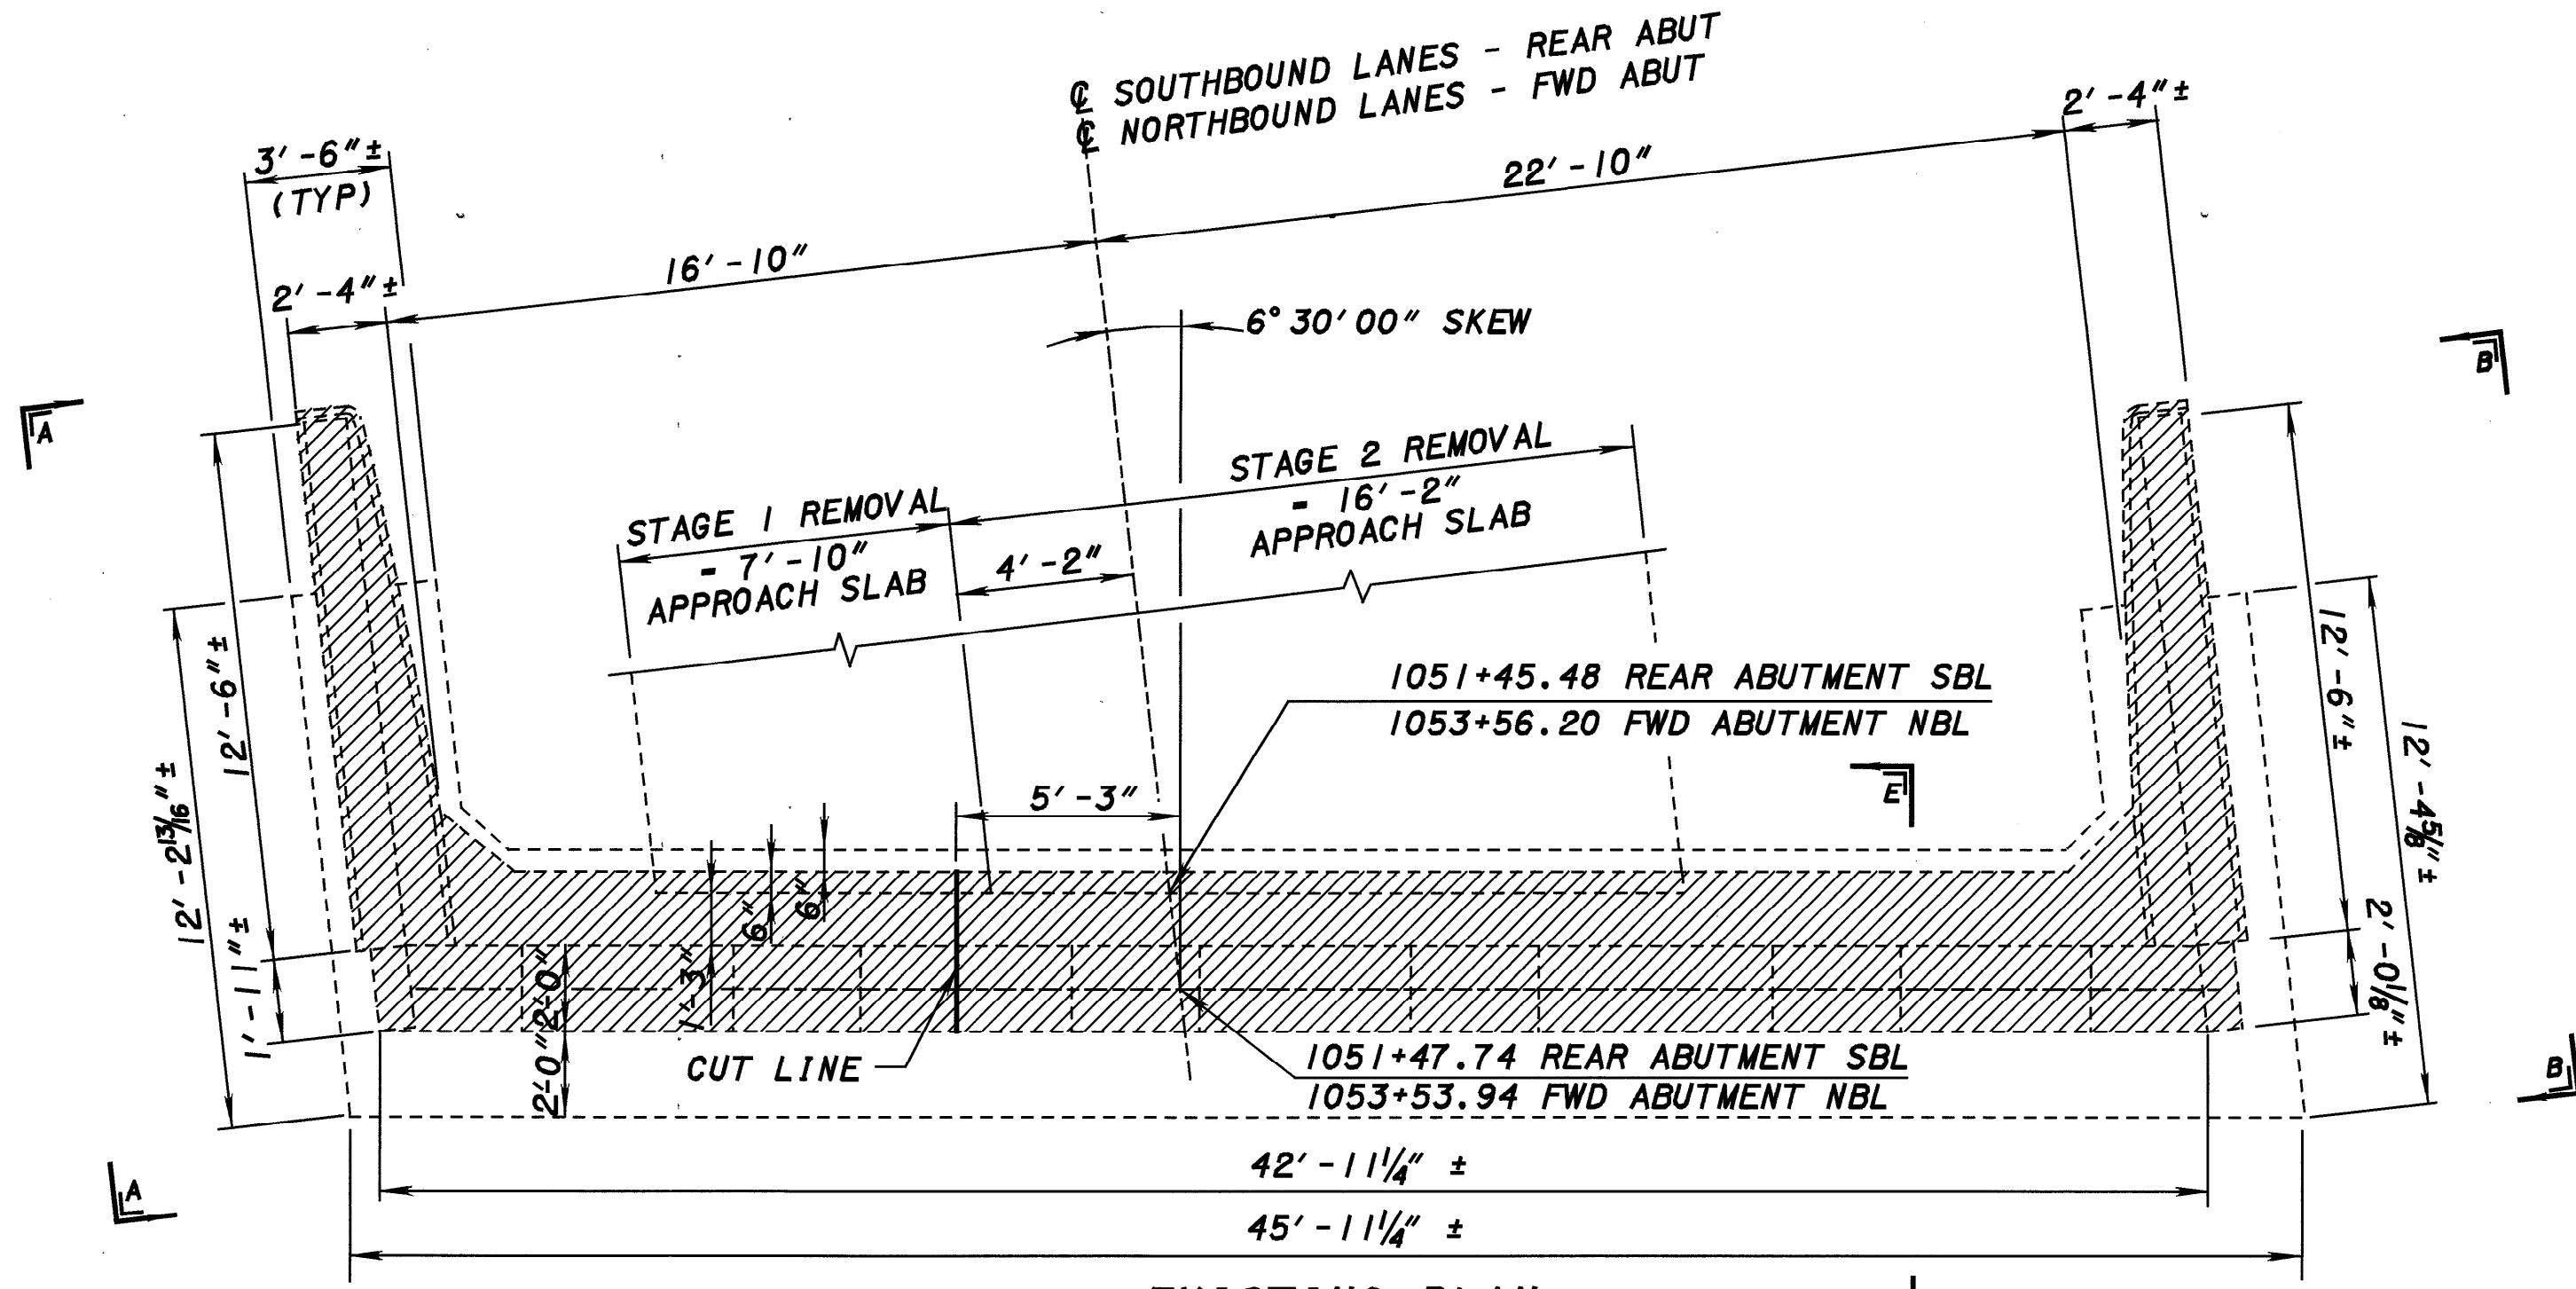 ℄ SOUTHBOUND LANES - REAR ABUT
℄ NORTHBOUND LANES - FWD ABUT
2'-4"±
3'-6"±
(TYP)
22'-10"
16'-10"
2'-4"±
6°30'00" SKEW
A
B
STAGE 1 REMOVAL
- 7'-10"
APPROACH SLAB
STAGE 2 REMOVAL
- 16'-2"
APPROACH SLAB
4'-2"
12'-6"±
12'-2 13/16"±
1'-11"±
12'-6"±
12'-4 5/8"±
2'-0 1/8"±
1051+45.48 REAR ABUTMENT SBL
1053+56.20 FWD ABUTMENT NBL
5'-3"
E
6"
6"
1'-3"
2'-0"
2'-0"
CUT LINE
1051+47.74 REAR ABUTMENT SBL
1053+53.94 FWD ABUTMENT NBL
B
A
42'-11 1/4" ±
45'-11 1/4" ±